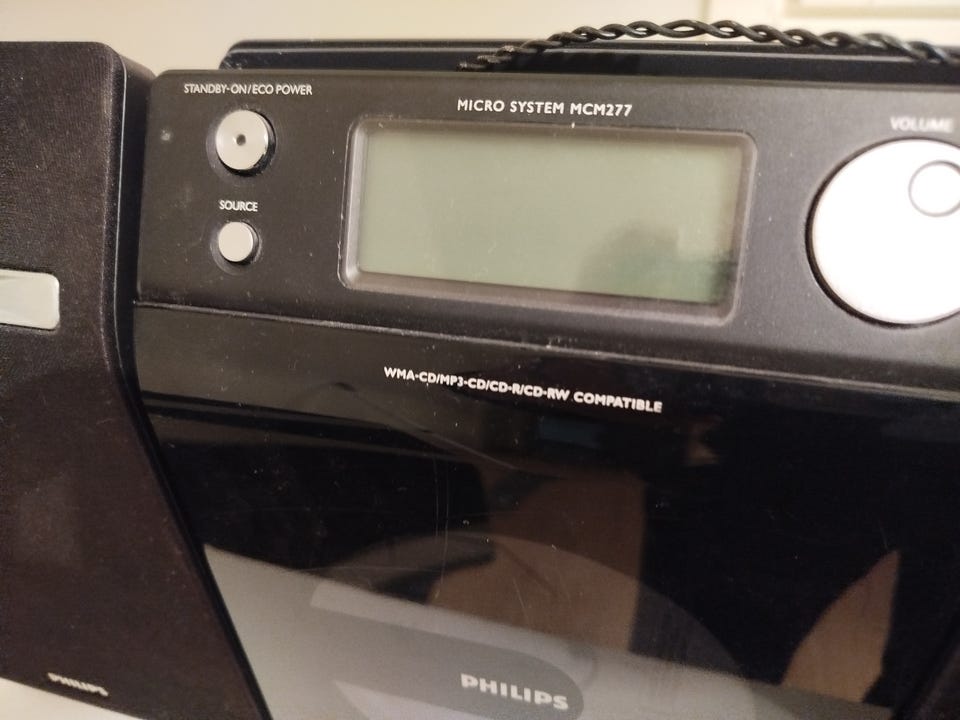 STANDBY-ON/ECO POWER
MICRO SYSTEM MCM277
VOLUME
SOURCE
WMA-CD/MP3-CD/CD-R/CD-RW COMPATIBLE
PHILIPS
PHILIPS